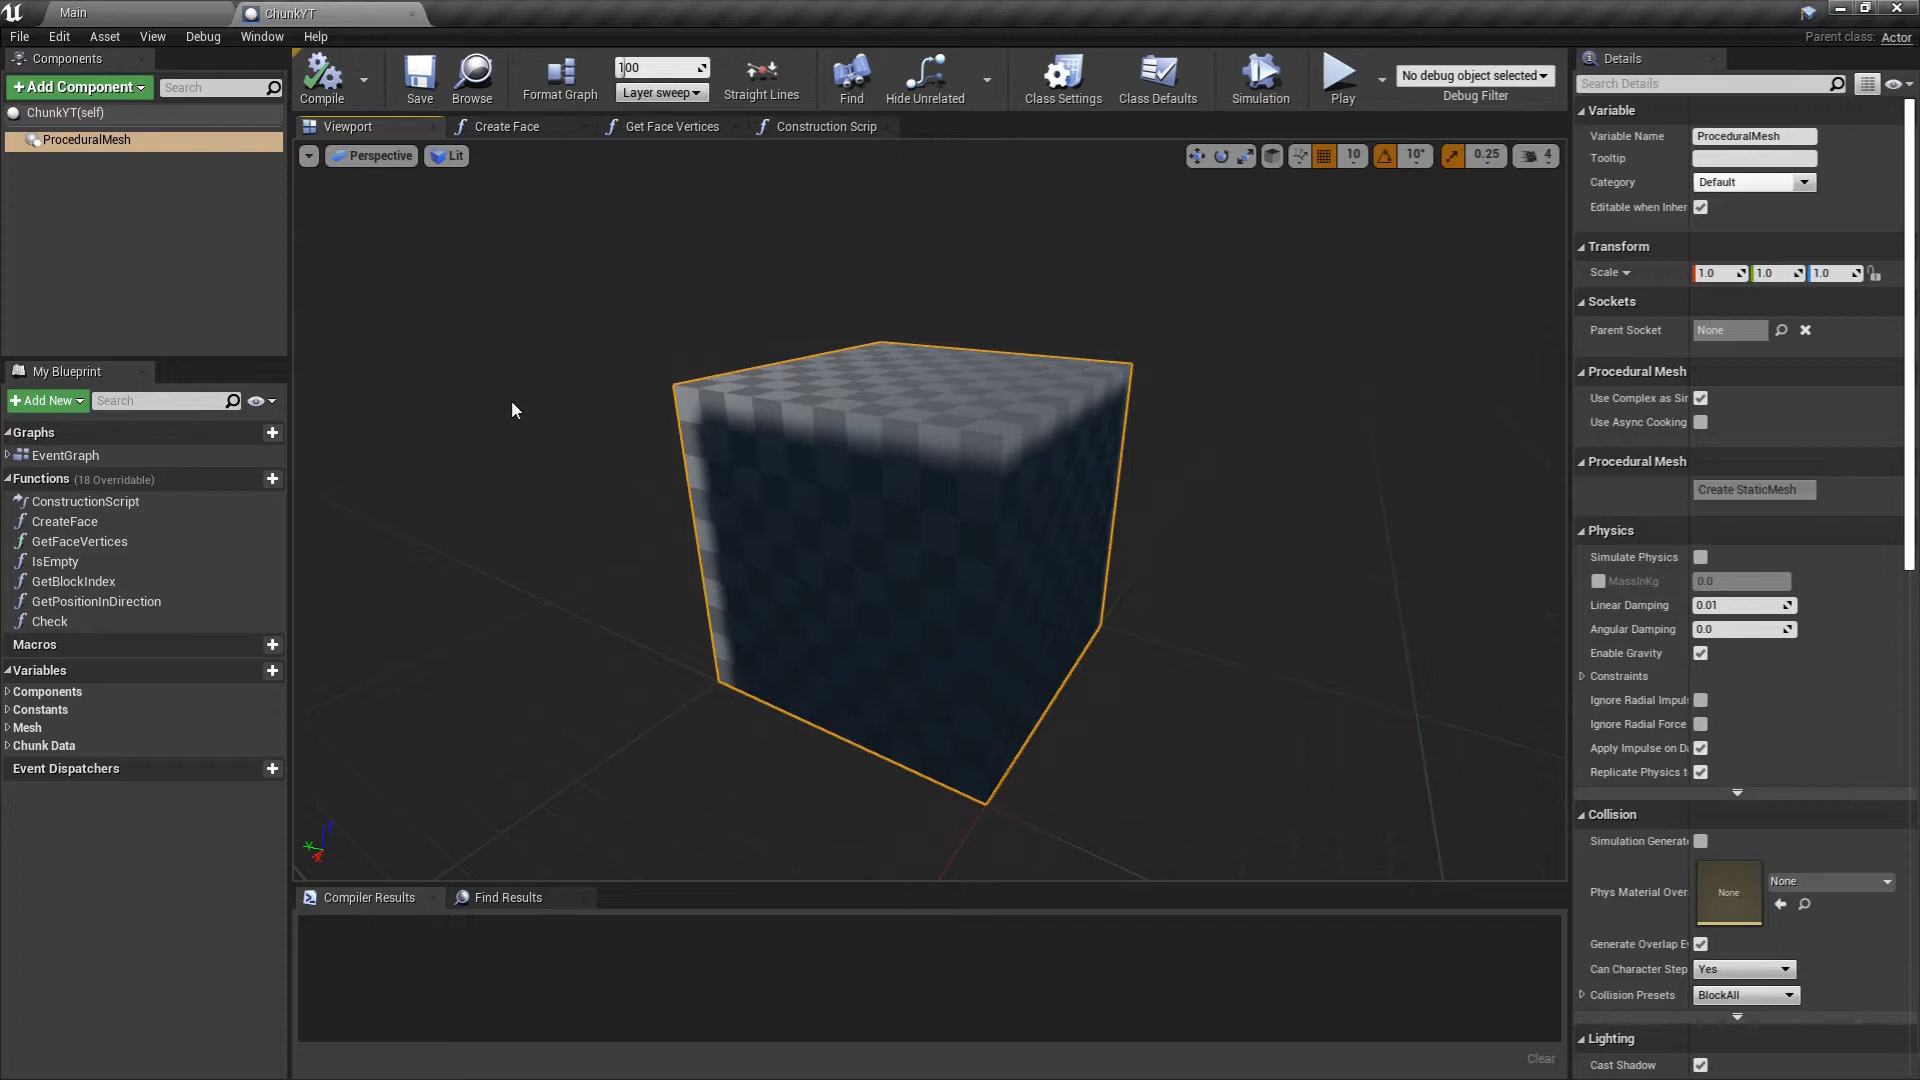 Main
ChunkYT
File Edit Asset View Debug Window Help
Parent class: Actor
Components
+Add Component
Search
ChunkYT(self)
ProceduralMesh
My Blueprint
+Add New
Search
Graphs
EventGraph
Functions (18 Overridable)
ConstructionScript
CreateFace
GetFaceVertices
IsEmpty
GetBlockIndex
GetPositionInDirection
Check
Macros
Variables
Components
Constants
Mesh
Chunk Data
Event Dispatchers
Compile
Save
Browse
Format Graph
100
Layer sweep
Straight Lines
Find
Hide Unrelated
Class Settings
Class Defaults
Simulation
Play
No debug object selected
Debug Filter
Viewport
Create Face
Get Face Vertices
Construction Scrip
Perspective
Lit
10
10°
0.25
4
Compiler Results
Find Results
Clear
Details
Search Details
Variable
Variable Name ProceduralMesh
Tooltip
Category Default
Editable when Inher
Transform
Scale 1.0 1.0 1.0
Sockets
Parent Socket None
Procedural Mesh
Use Complex as Sim
Use Async Cooking
Procedural Mesh
Create StaticMesh
Physics
Simulate Physics
MassInKg 0.0
Linear Damping 0.01
Angular Damping 0.0
Enable Gravity
Constraints
Ignore Radial Impuls
Ignore Radial Force
Apply Impulse on Da
Replicate Physics t
Collision
Simulation Generate
Phys Material Over
None
None
Generate Overlap E
Can Character Step Yes
Collision Presets BlockAll
Lighting
Cast Shadow